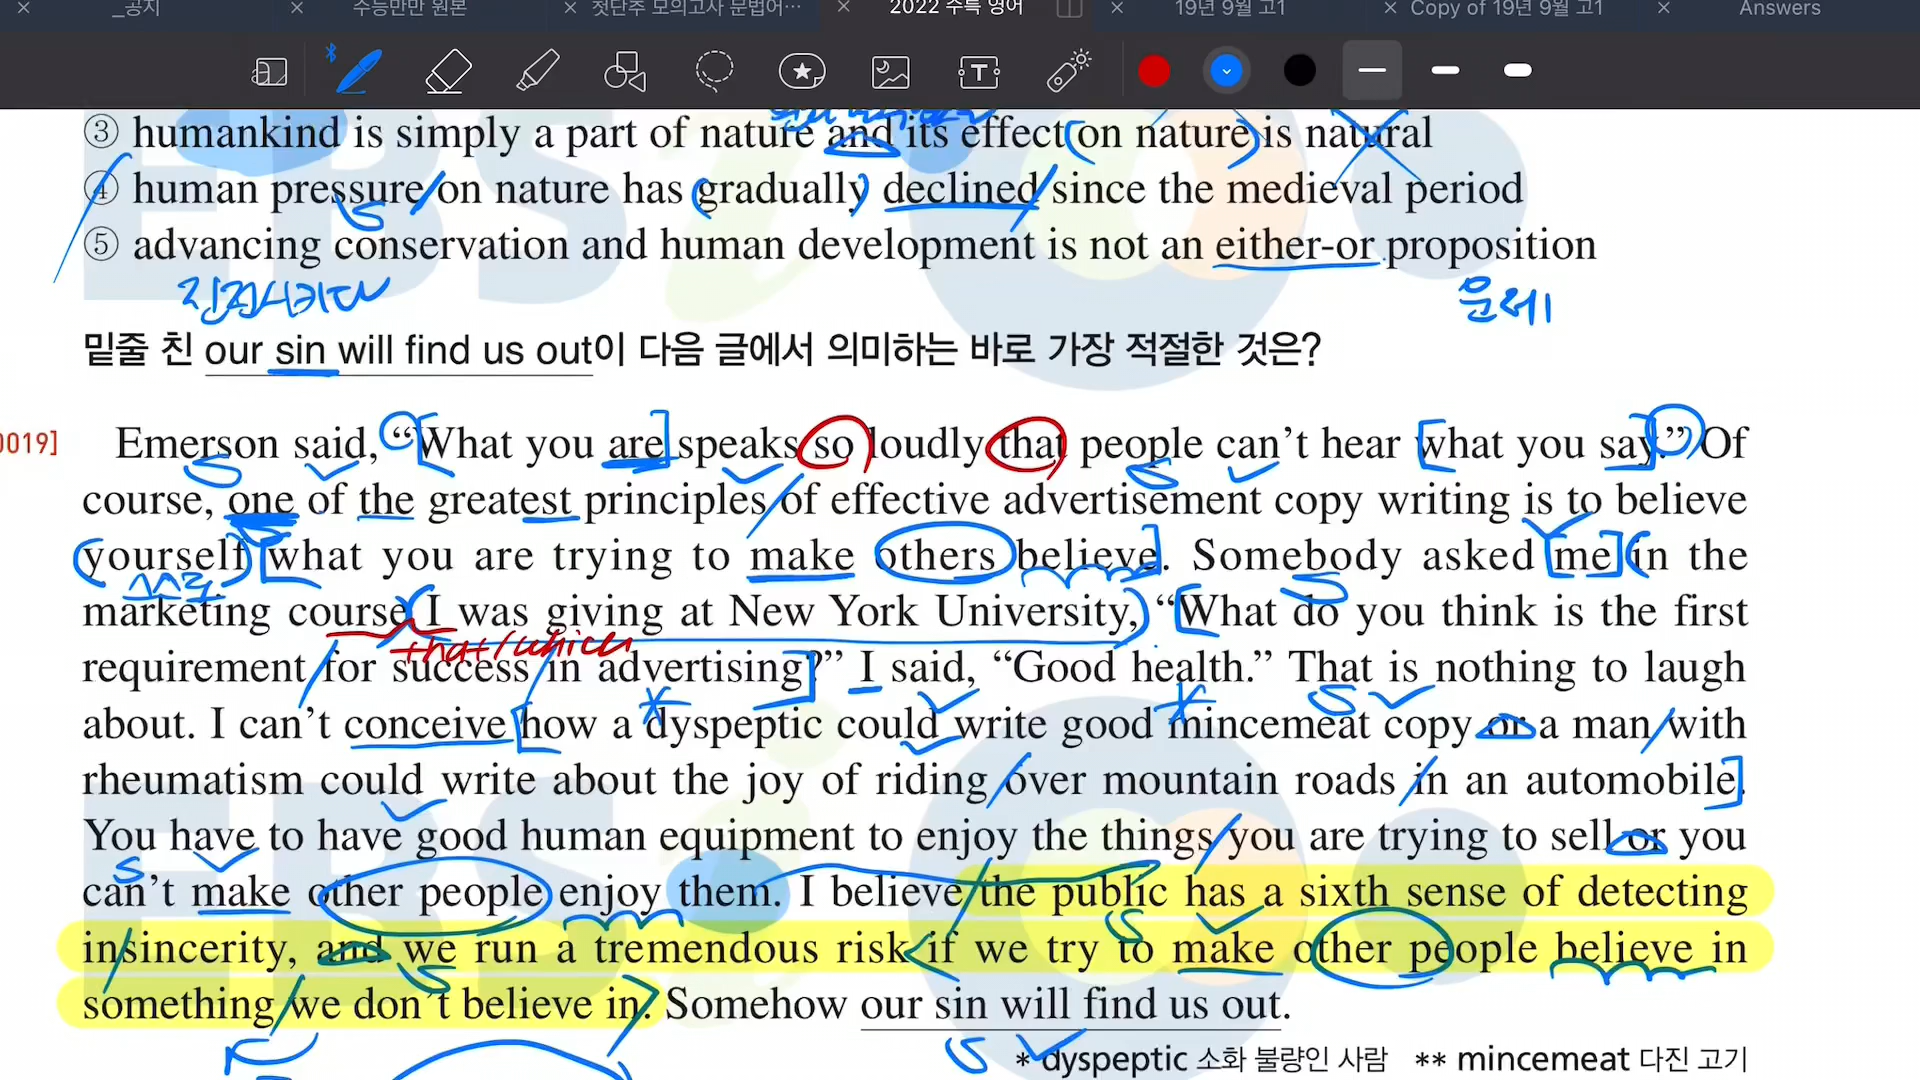 _공지 수능만만 원본 첫단추 모의고사 문법어… 2022 수특 영어 19년 9월 고1 Copy of 19년 9월 고1 Answers
③ humankind is simply a part of nature and its effect on nature is natural
④ human pressure on nature has gradually declined since the medieval period
⑤ advancing conservation and human development is not an either-or proposition
진전시키다 문제
밑줄 친 our sin will find us out이 다음 글에서 의미하는 바로 가장 적절한 것은?
0019] Emerson said, “What you are speaks so loudly that people can’t hear what you say.” Of
course, one of the greatest principles of effective advertisement copy writing is to believe
yourself what you are trying to make others believe. Somebody asked me in the
스스로
marketing course I was giving at New York University, “What do you think is the first
that/which
requirement for success in advertising?” I said, “Good health.” That is nothing to laugh
about. I can’t conceive how a dyspeptic could write good mincemeat copy or a man with
rheumatism could write about the joy of riding over mountain roads in an automobile.
You have to have good human equipment to enjoy the things you are trying to sell or you
can’t make other people enjoy them. I believe the public has a sixth sense of detecting
insincerity, and we run a tremendous risk if we try to make other people believe in
something we don’t believe in. Somehow our sin will find us out.
* dyspeptic 소화 불량인 사람 ** mincemeat 다진 고기